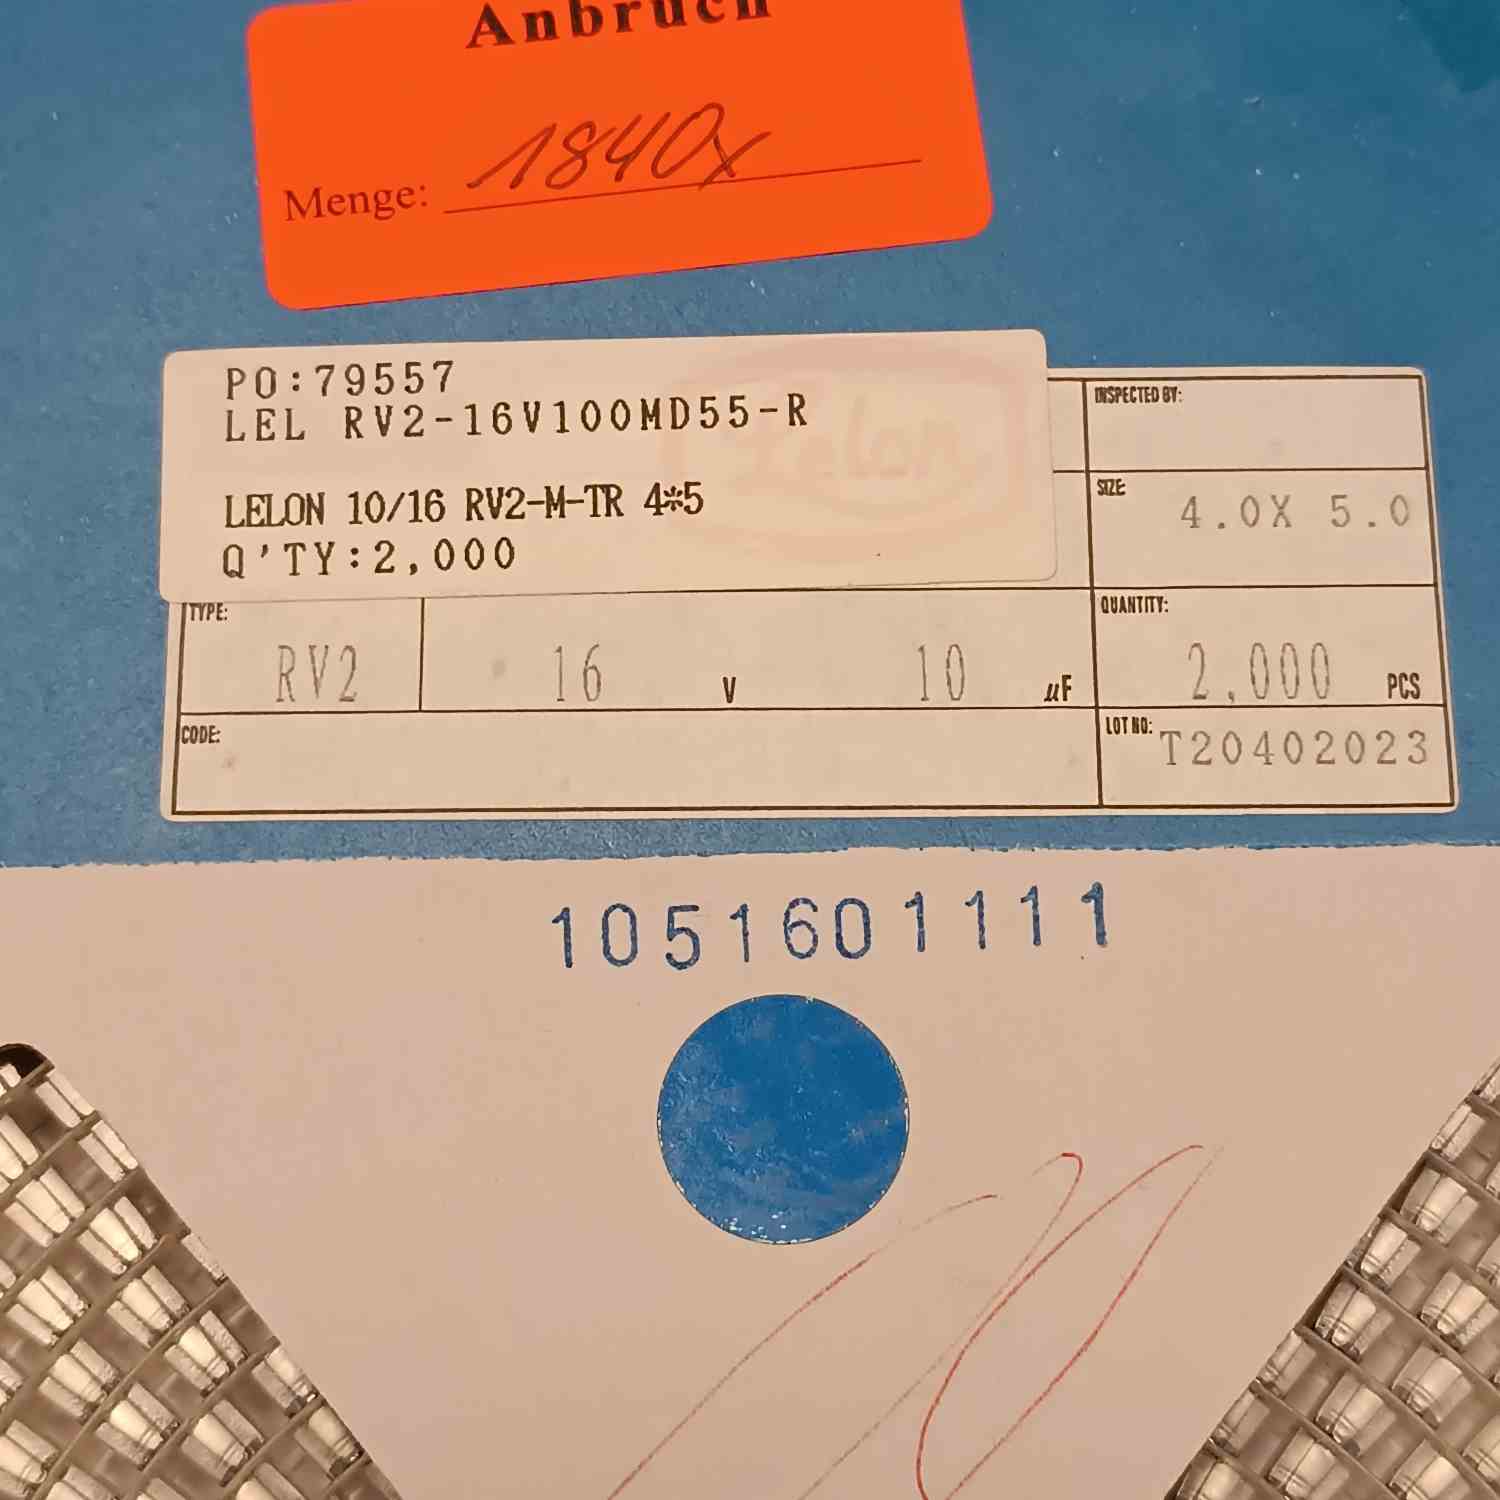 Anbruch
Menge: 1840x
PO:79557
LEL RV2-16V100MD55-R
Lelon
LELON 10/16 RV2-M-TR 4*5
Q'TY:2,000
INSPECTED BY:
SIZE:
4.0X 5.0
TYPE:
RV2
16 V
10 µF
QUANTITY:
2,000 PCS
CODE:
LOT NO:
T20402023
1051601111